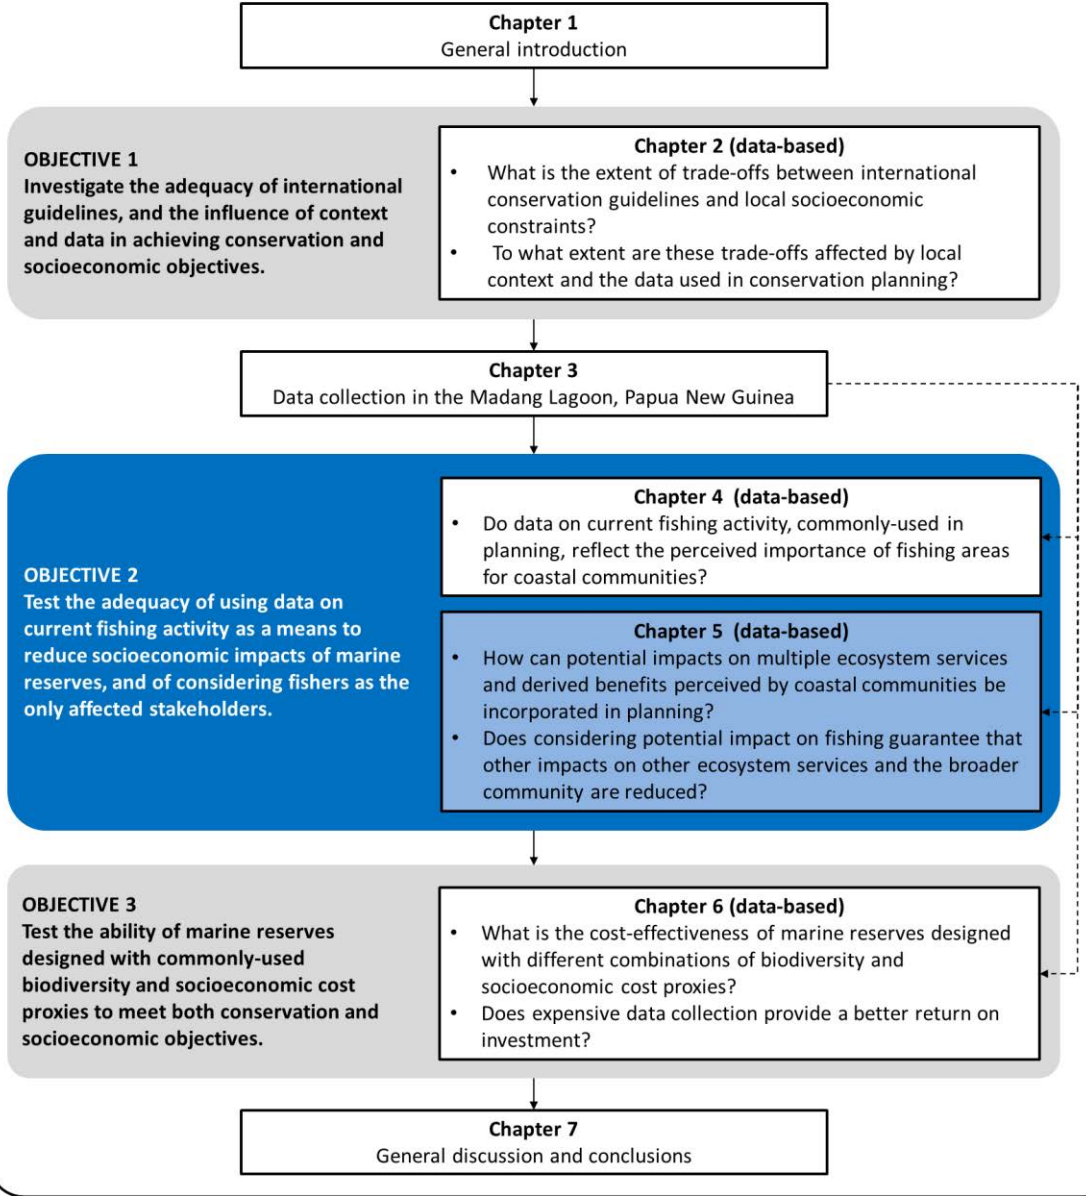 Chapter 1
General introduction
OBJECTIVE 1
Investigate the adequacy of international
guidelines, and the influence of context
and data in achieving conservation and
socioeconomic objectives.
Chapter 2 (data-based)
• What is the extent of trade-offs between international
conservation guidelines and local socioeconomic
constraints?
• To what extent are these trade-offs affected by local
context and the data used in conservation planning?
Chapter 3
Data collection in the Madang Lagoon, Papua New Guinea
OBJECTIVE 2
Test the adequacy of using data on
current fishing activity as a means to
reduce socioeconomic impacts of marine
reserves, and of considering fishers as the
only affected stakeholders.
Chapter 4 (data-based)
• Do data on current fishing activity, commonly-used in
planning, reflect the perceived importance of fishing areas
for coastal communities?
Chapter 5 (data-based)
• How can potential impacts on multiple ecosystem services
and derived benefits perceived by coastal communities be
incorporated in planning?
• Does considering potential impact on fishing guarantee that
other impacts on other ecosystem services and the broader
community are reduced?
OBJECTIVE 3
Test the ability of marine reserves
designed with commonly-used
biodiversity and socioeconomic cost
proxies to meet both conservation and
socioeconomic objectives.
Chapter 6 (data-based)
• What is the cost-effectiveness of marine reserves designed
with different combinations of biodiversity and
socioeconomic cost proxies?
• Does expensive data collection provide a better return on
investment?
Chapter 7
General discussion and conclusions